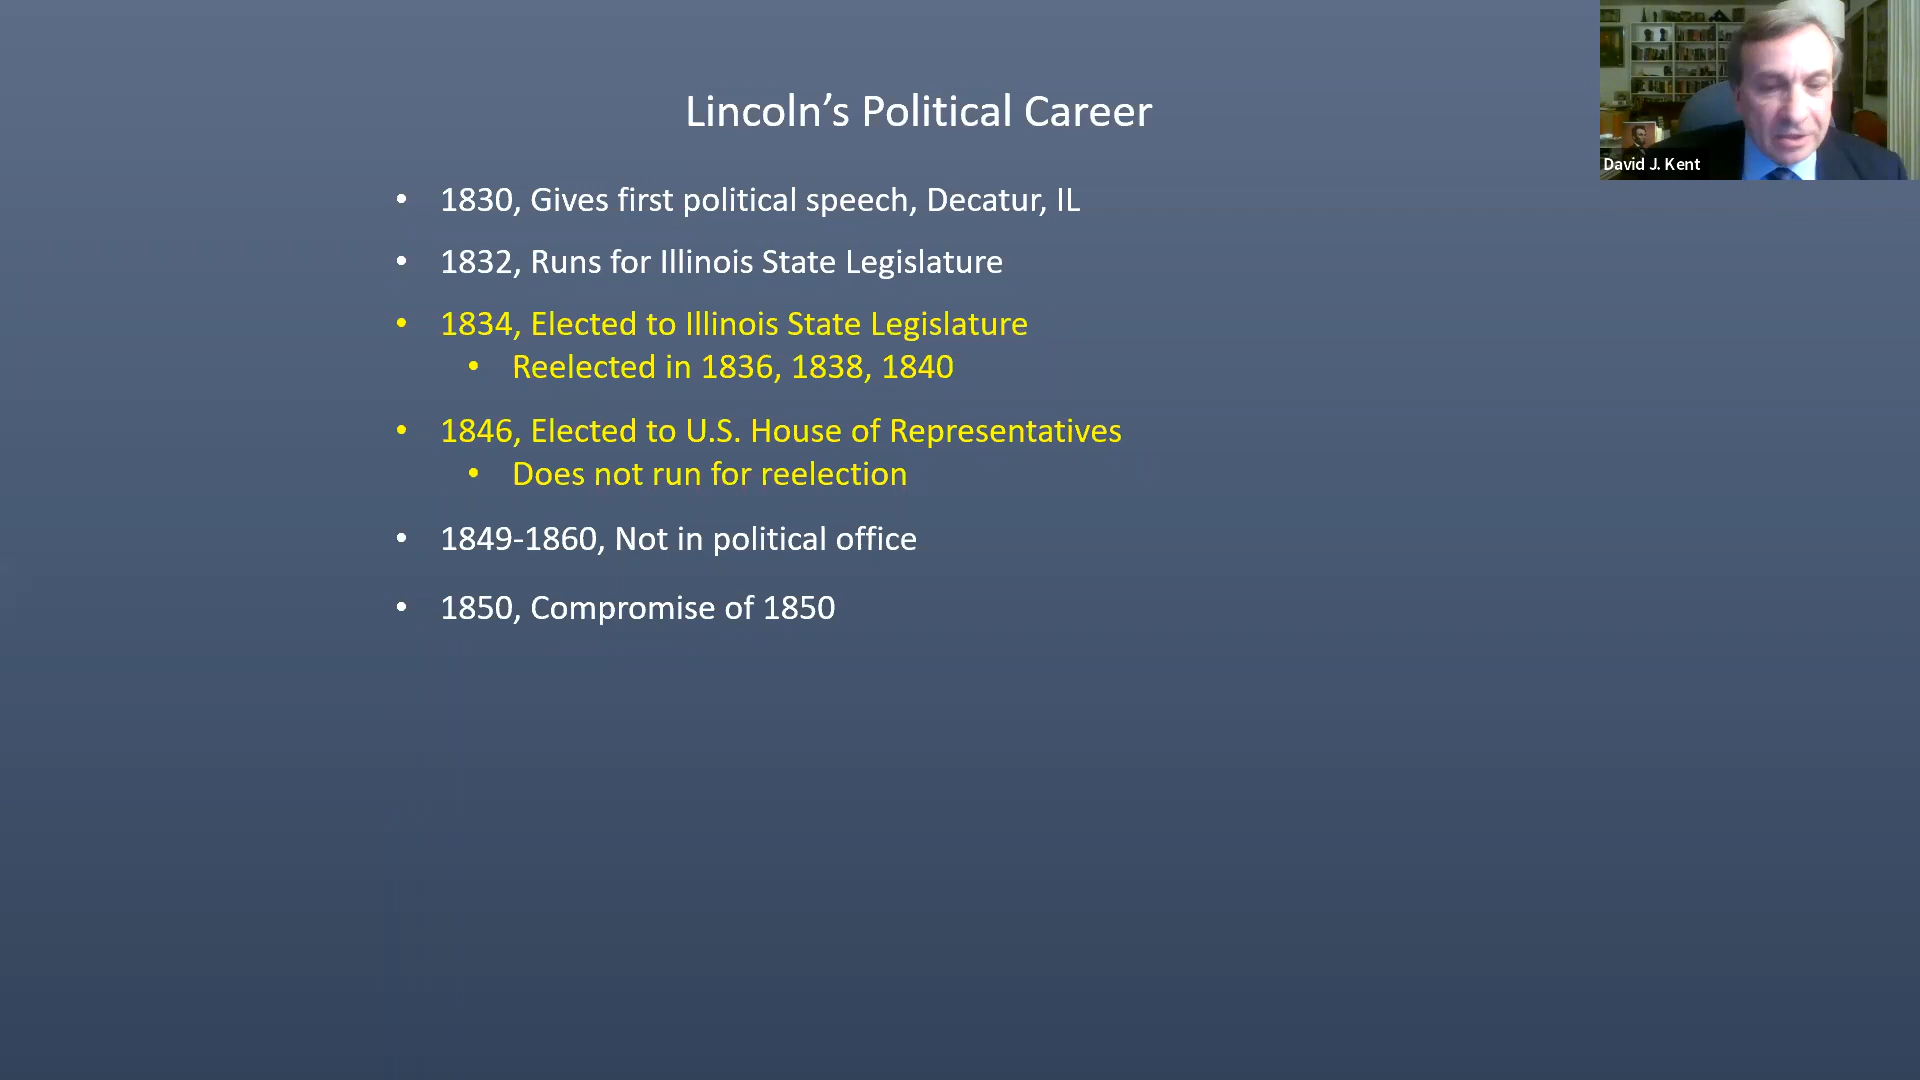 Lincoln’s Political Career
• 1830, Gives first political speech, Decatur, IL
• 1832, Runs for Illinois State Legislature
• 1834, Elected to Illinois State Legislature
• Reelected in 1836, 1838, 1840
• 1846, Elected to U.S. House of Representatives
• Does not run for reelection
• 1849-1860, Not in political office
• 1850, Compromise of 1850
David J. Kent